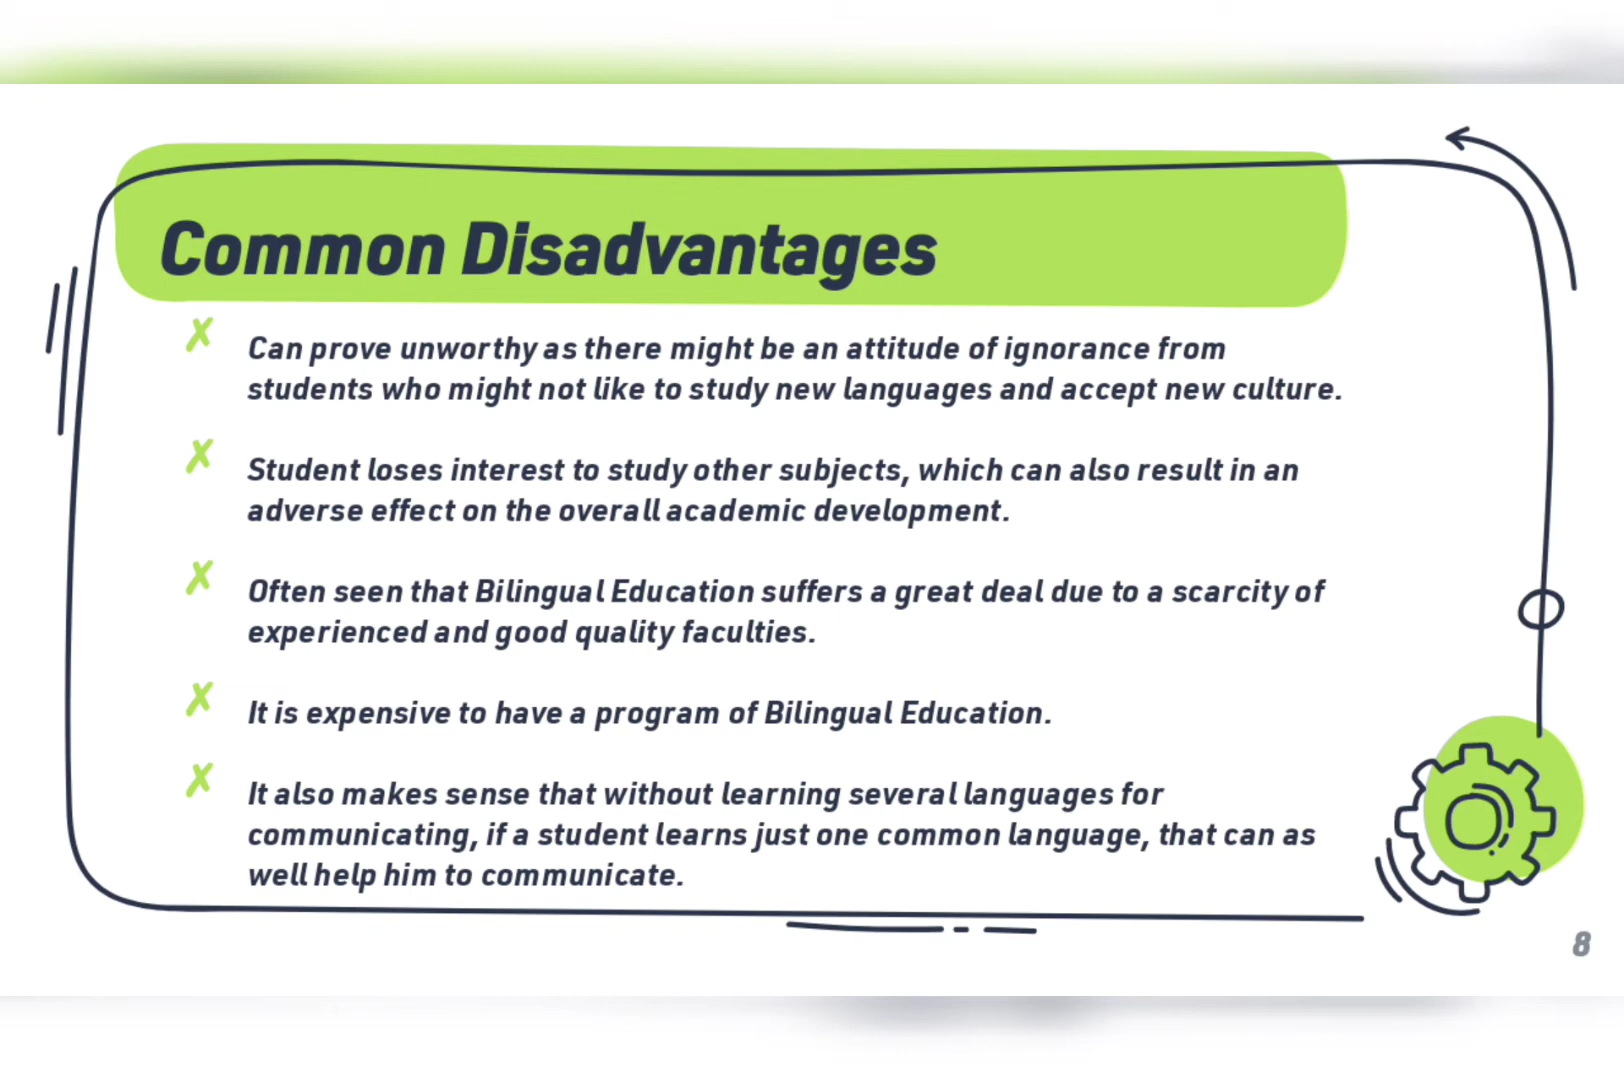 Common Disadvantages
✗ Can prove unworthy as there might be an attitude of ignorance from
students who might not like to study new languages and accept new culture.
✗ Student loses interest to study other subjects, which can also result in an
adverse effect on the overall academic development.
✗ Often seen that Bilingual Education suffers a great deal due to a scarcity of
experienced and good quality faculties.
✗ It is expensive to have a program of Bilingual Education.
✗ It also makes sense that without learning several languages for
communicating, if a student learns just one common language, that can as
well help him to communicate.
8